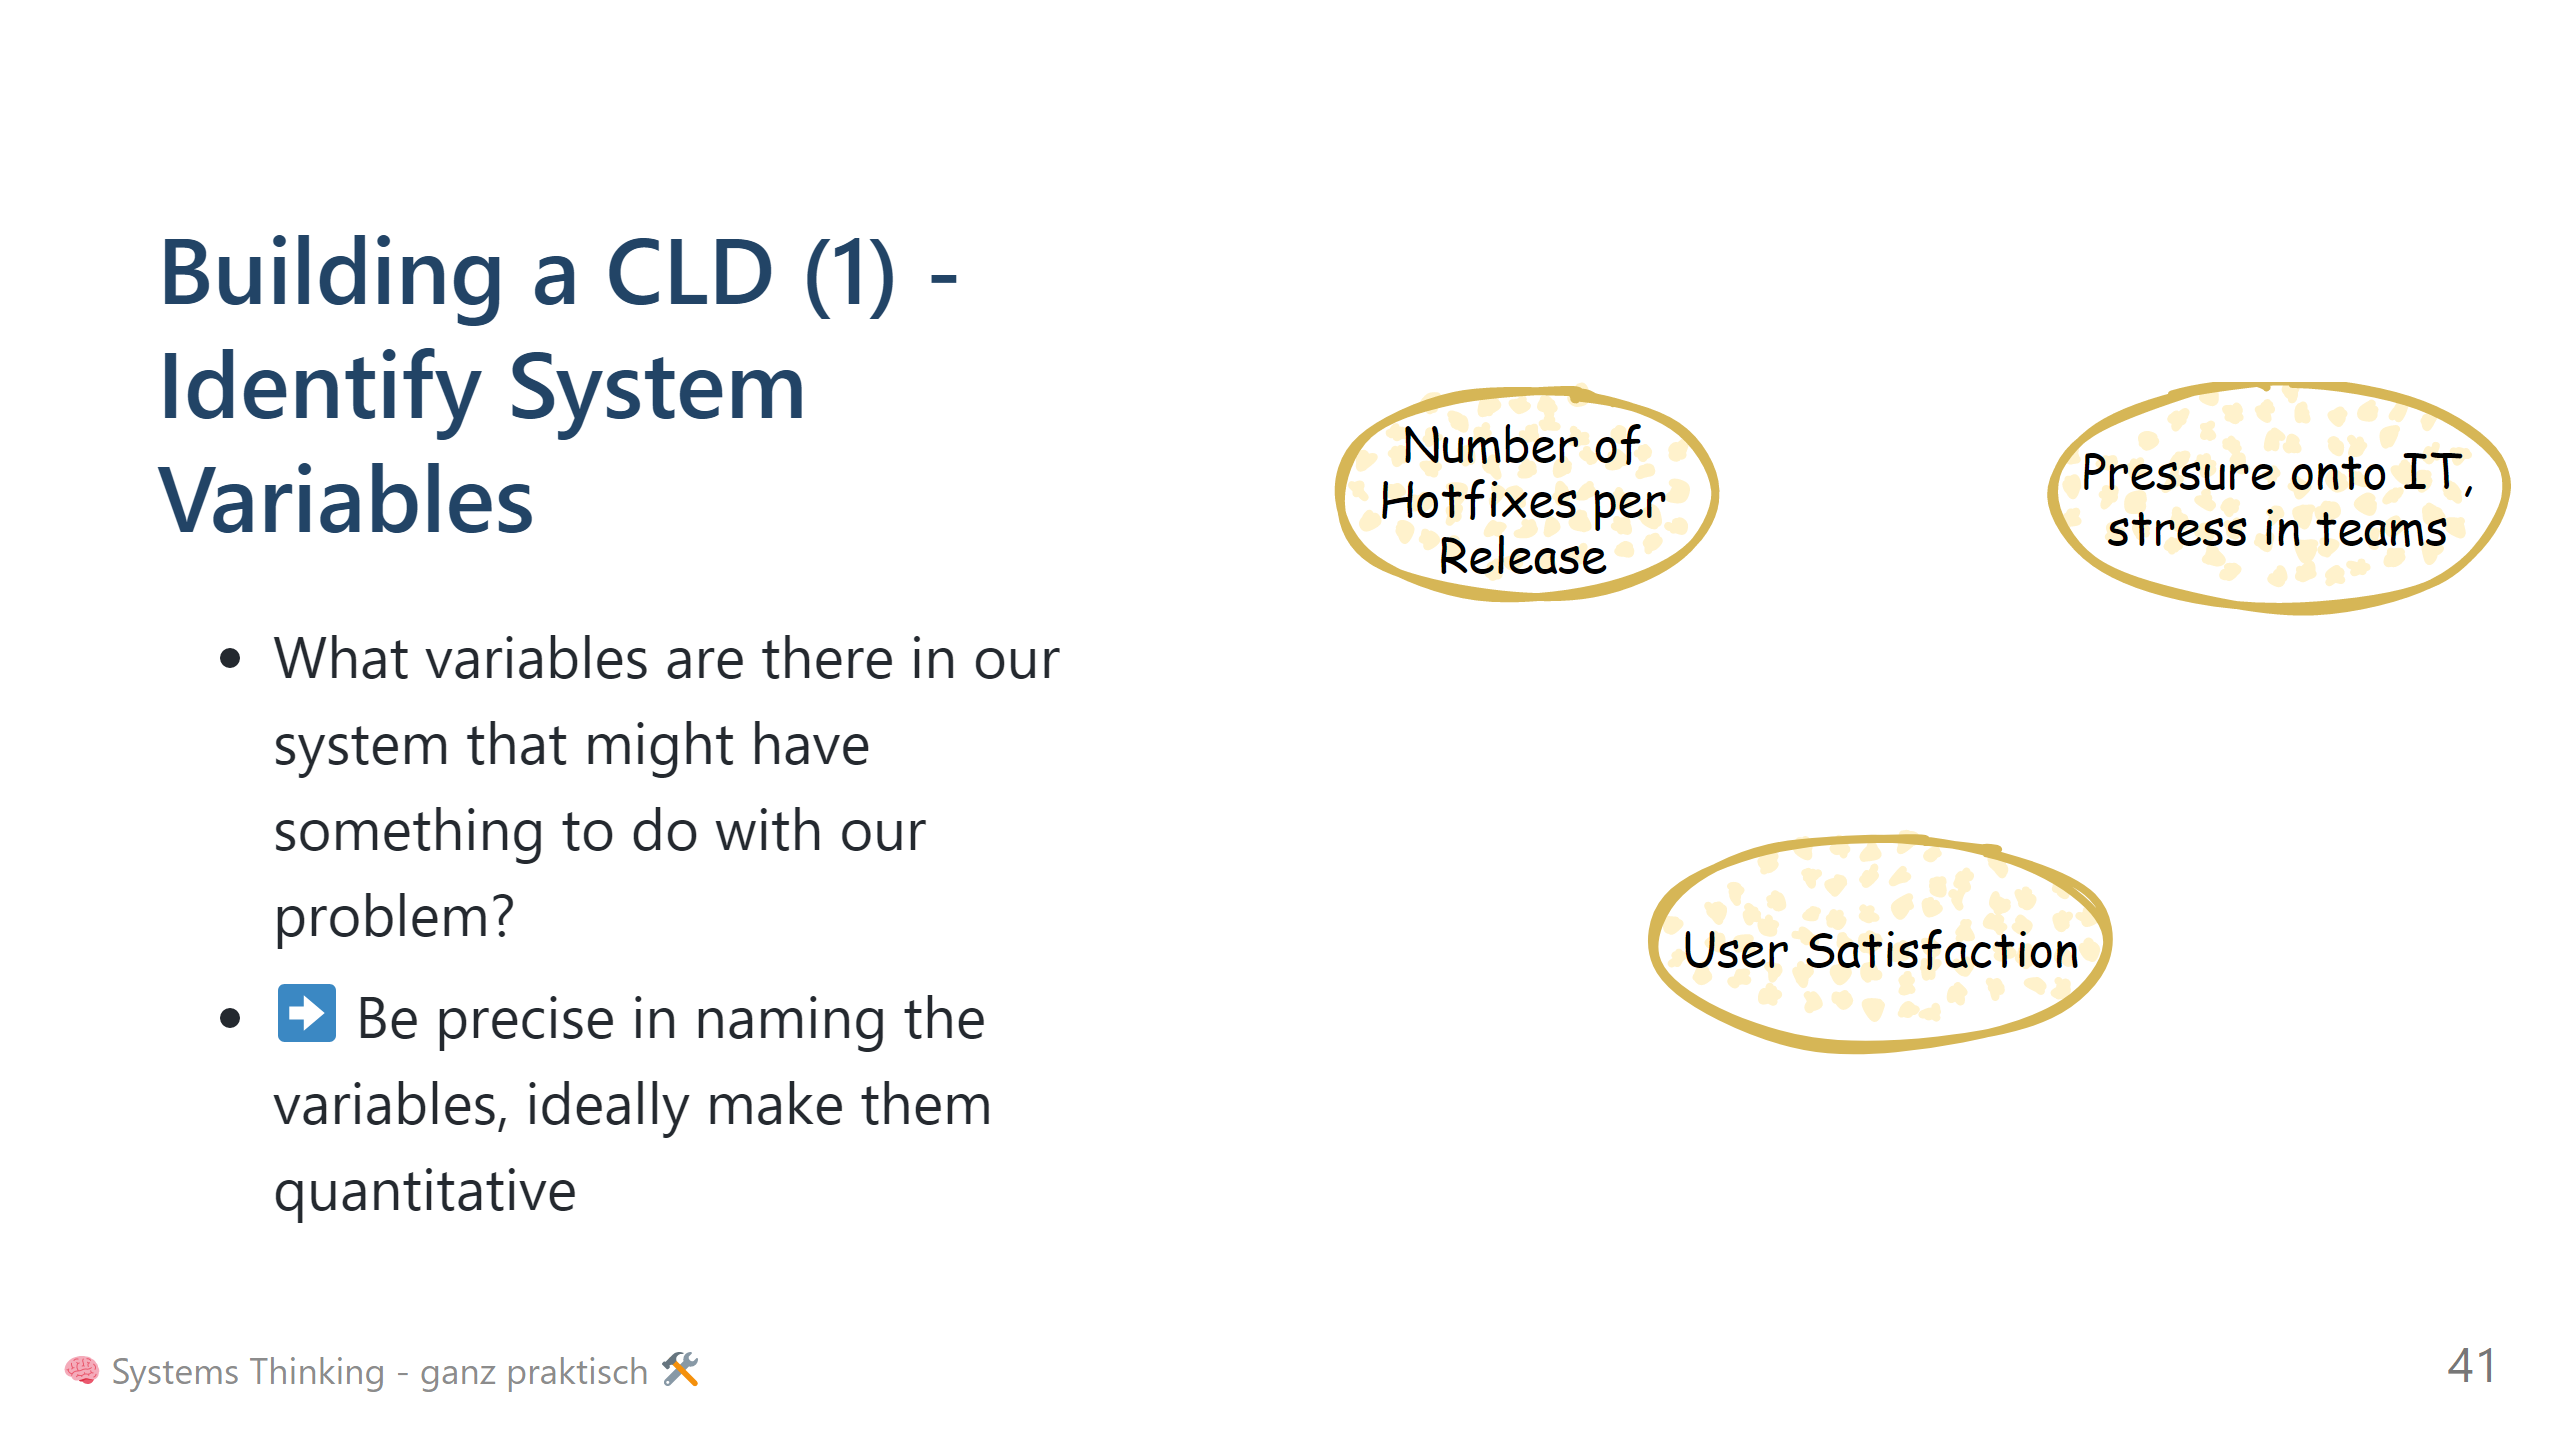 Building a CLD (1) -
Identify System
Variables
• What variables are there in our
system that might have
something to do with our
problem?
• ➡️ Be precise in naming the
variables, ideally make them
quantitative
Number of
Hotfixes per
Release
Pressure onto IT,
stress in teams
User Satisfaction
🧠 Systems Thinking - ganz praktisch 🛠️
41